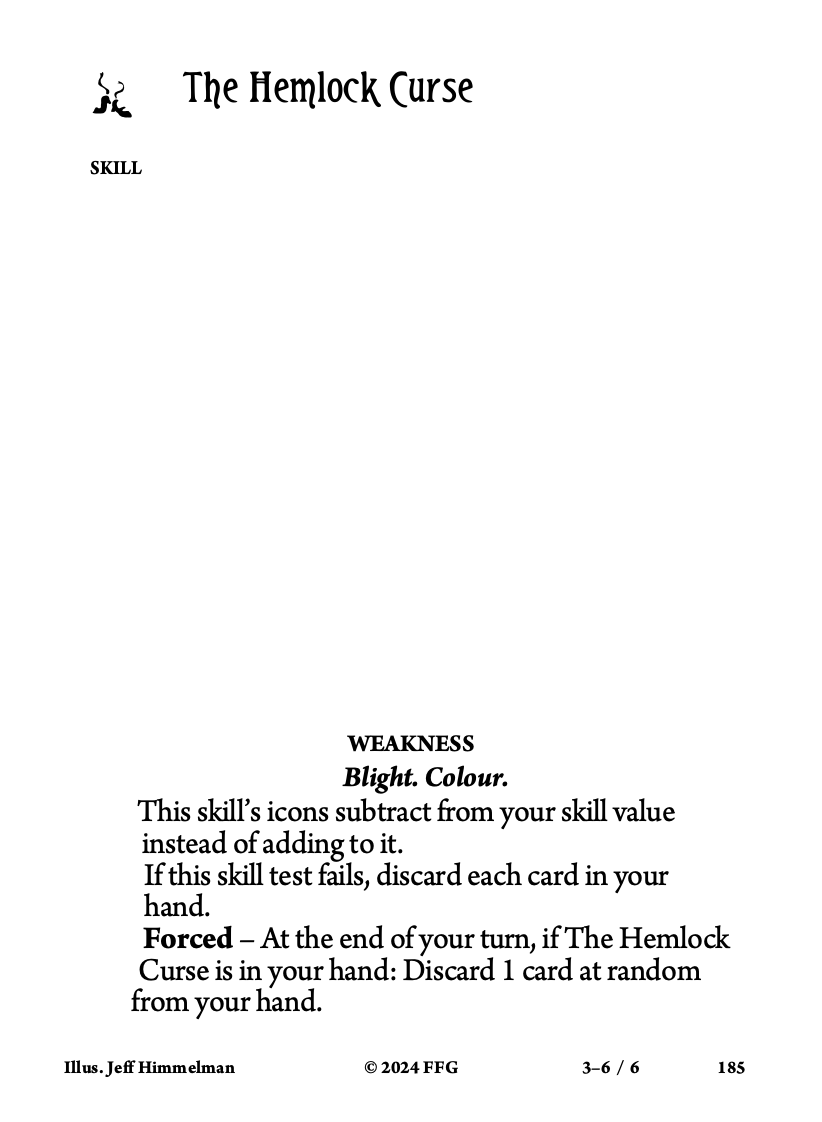 The Hemlock Curse
SKILL
WEAKNESS
Blight. Colour.
This skill’s icons subtract from your skill value
instead of adding to it.
If this skill test fails, discard each card in your
hand.
Forced – At the end of your turn, if The Hemlock
Curse is in your hand: Discard 1 card at random
from your hand.
Illus. Jeff Himmelman © 2024 FFG 3–6 / 6 185